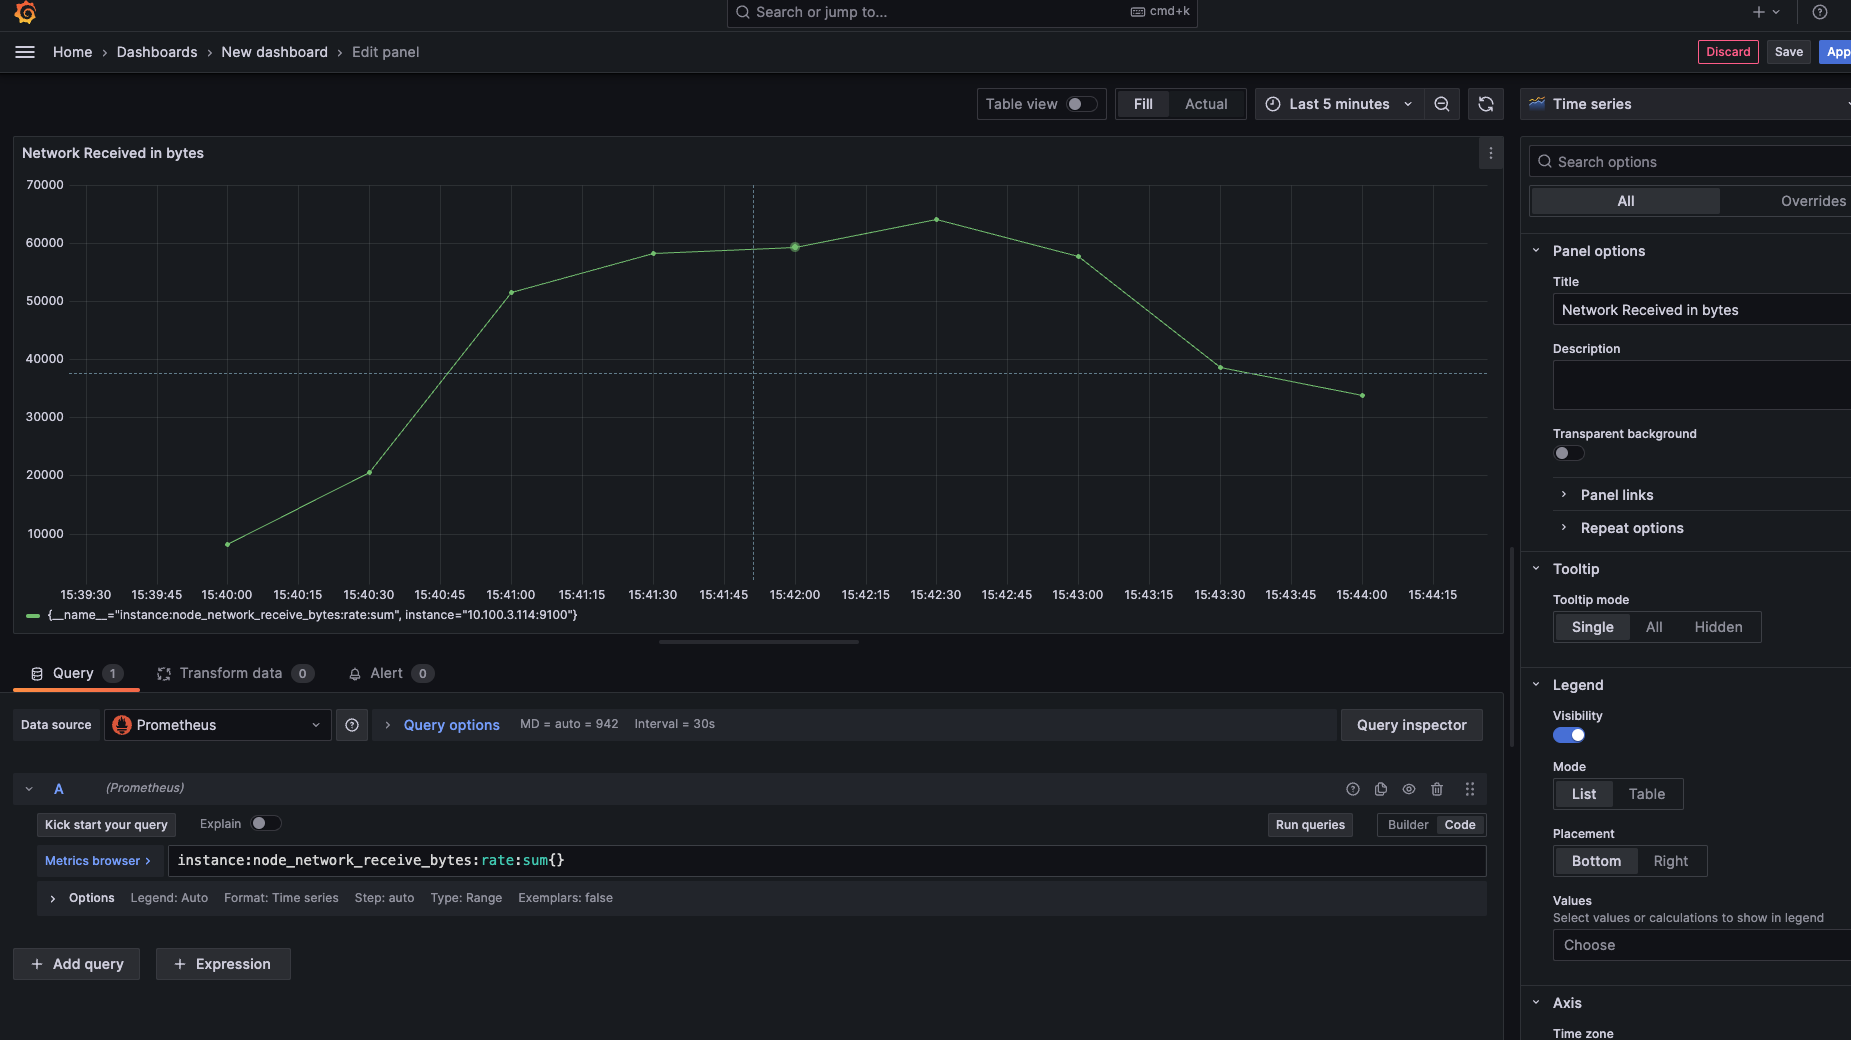 Search or jump to...
cmd+k
Home › Dashboards › New dashboard › Edit panel
Discard
Save
App
Table view
Fill
Actual
Last 5 minutes
Time series
Network Received in bytes
70000
60000
50000
40000
30000
20000
10000
15:39:30 15:39:45 15:40:00 15:40:15 15:40:30 15:40:45 15:41:00 15:41:15 15:41:30 15:41:45 15:42:00 15:42:15 15:42:30 15:42:45 15:43:00 15:43:15 15:43:30 15:43:45 15:44:00 15:44:15
{__name__="instance:node_network_receive_bytes:rate:sum", instance="10.100.3.114:9100"}
Query 1
Transform data 0
Alert 0
Data source
Prometheus
Query options
MD = auto = 942
Interval = 30s
Query inspector
A
(Prometheus)
Kick start your query
Explain
Run queries
Builder
Code
Metrics browser >
instance:node_network_receive_bytes:rate:sum{}
Options
Legend: Auto
Format: Time series
Step: auto
Type: Range
Exemplars: false
+ Add query
+ Expression
Search options
All
Overrides
Panel options
Title
Network Received in bytes
Description
Transparent background
Panel links
Repeat options
Tooltip
Tooltip mode
Single
All
Hidden
Legend
Visibility
Mode
List
Table
Placement
Bottom
Right
Values
Select values or calculations to show in legend
Choose
Axis
Time zone